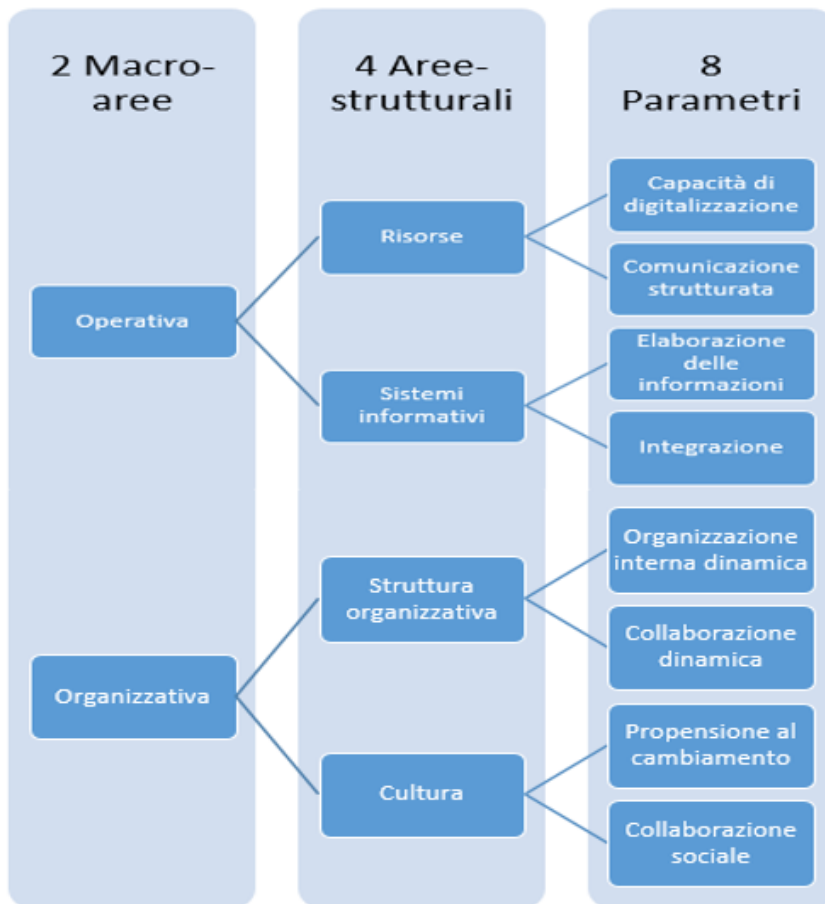 2 Macro-
aree
4 Aree-
strutturali
8
Parametri
Operativa
Organizzativa
Risorse
Sistemi
informativi
Struttura
organizzativa
Cultura
Capacità di
digitalizzazione
Comunicazione
strutturata
Elaborazione
delle
informazioni
Integrazione
Organizzazione
interna dinamica
Collaborazione
dinamica
Propensione al
cambiamento
Collaborazione
sociale